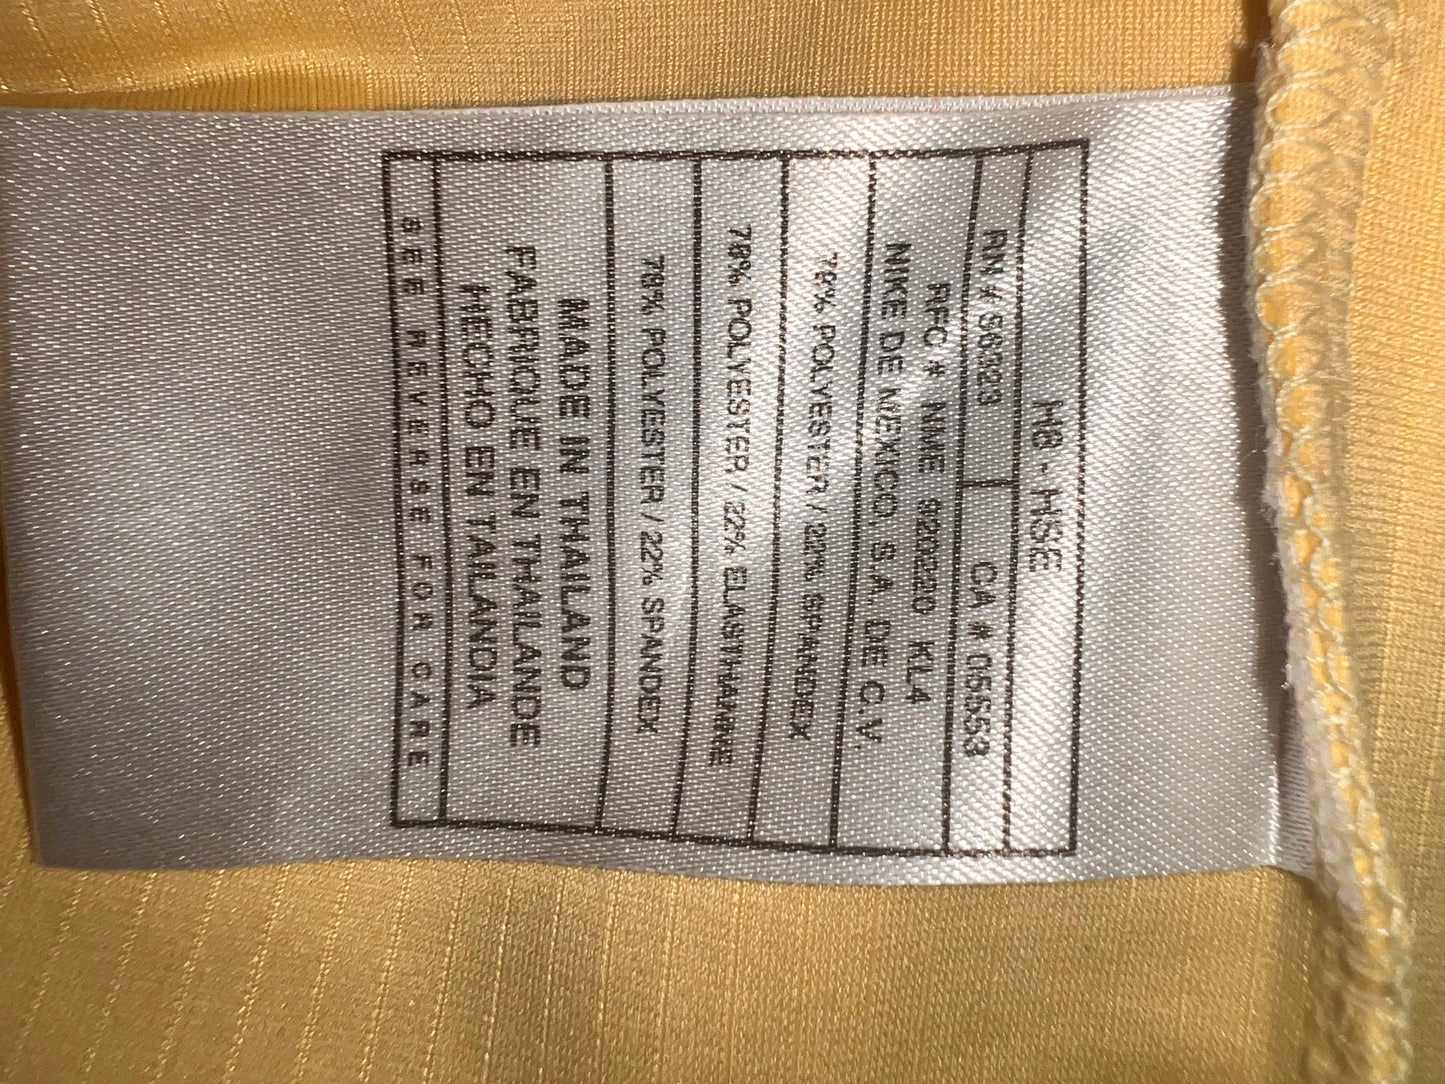 M8 - HSE
RN # 56323 CA # 05553
RFC # NME 920220 KL4
NIKE DE MEXICO, S.A. DE C.V.
78% POLYESTER / 22% SPANDEX
78% POLYESTER / 22% ELASTHANNE
78% POLYESTER / 22% SPANDEX
MADE IN THAILAND
FABRIQUE EN THAILANDE
HECHO EN TAILANDIA
SEE REVERSE FOR CARE